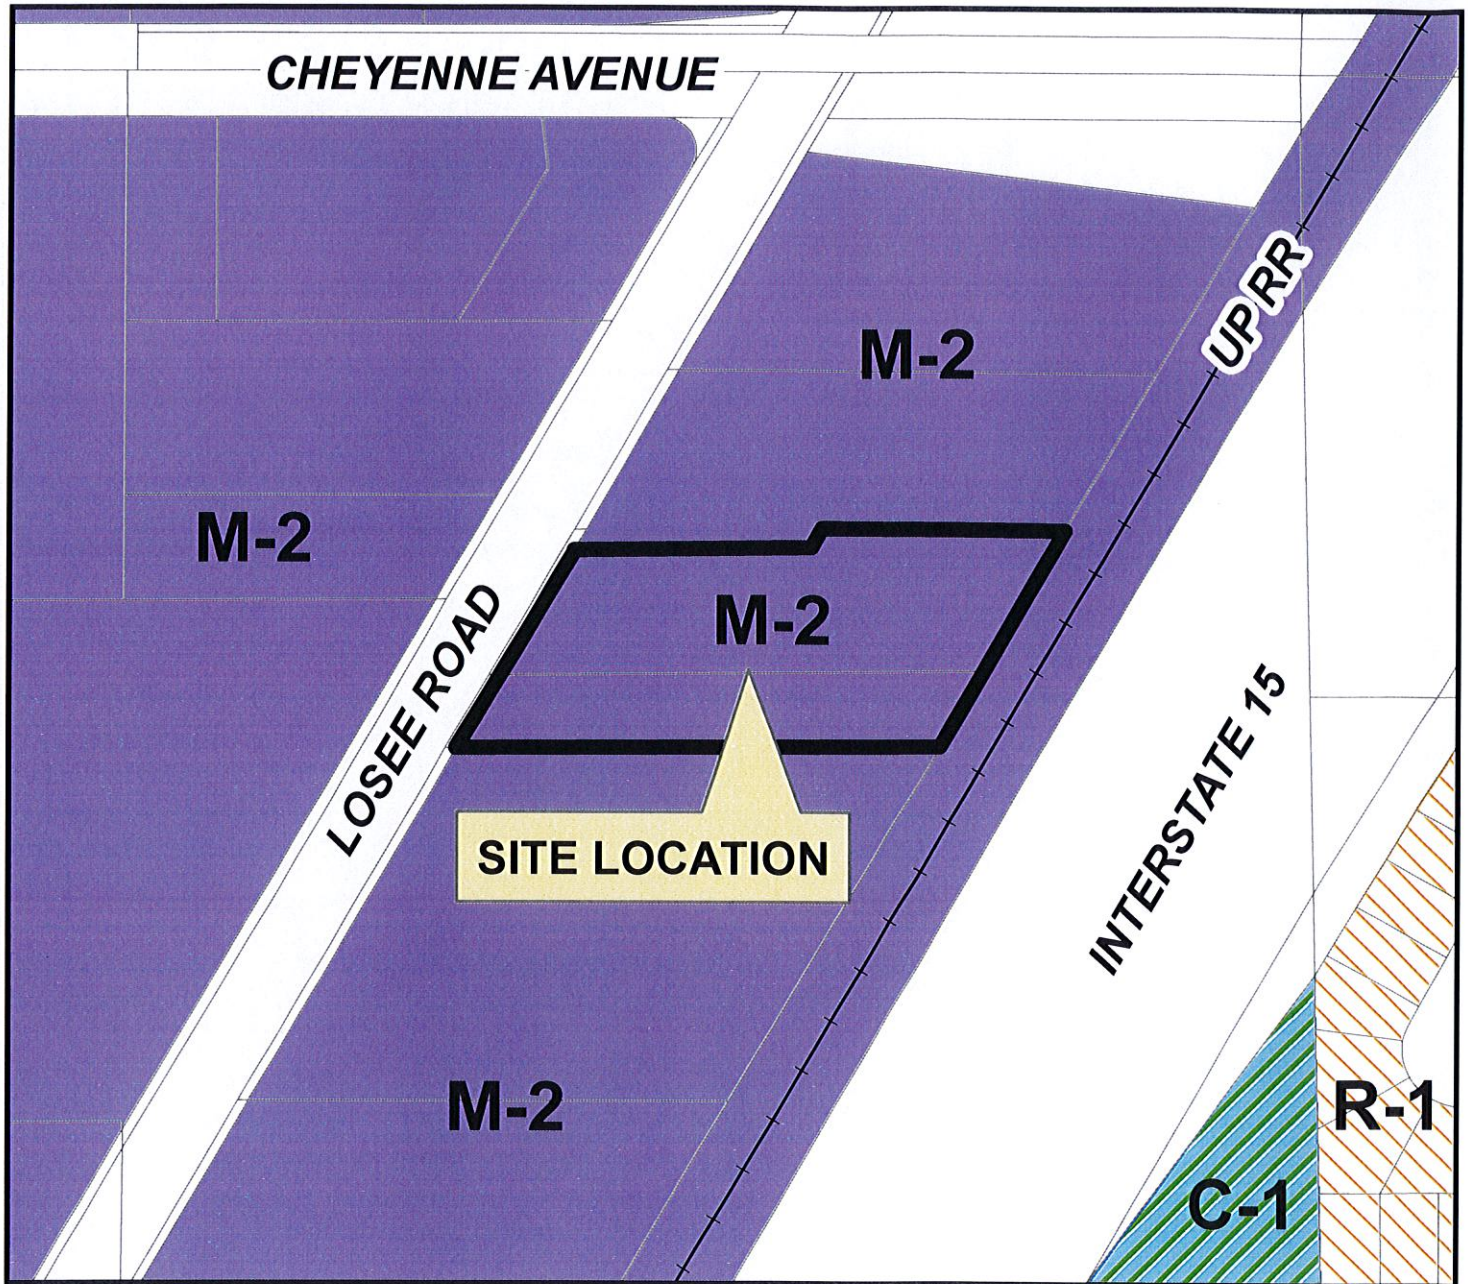 CHEYENNE AVENUE
UP RR
M-2
M-2
M-2
LOSEE ROAD
INTERSTATE 15
SITE LOCATION
M-2
R-1
C-1